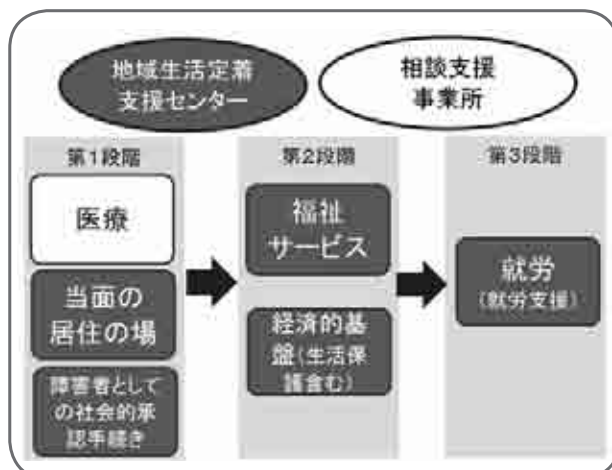 地域生活定着
支援センター
相談支援
事業所
第1段階
医療
当面の
居住の場
障害者として
の社会的承
認手続き
第2段階
福祉
サービス
経済的基
盤(生活保
護含む)
第3段階
就労
(就労支援)